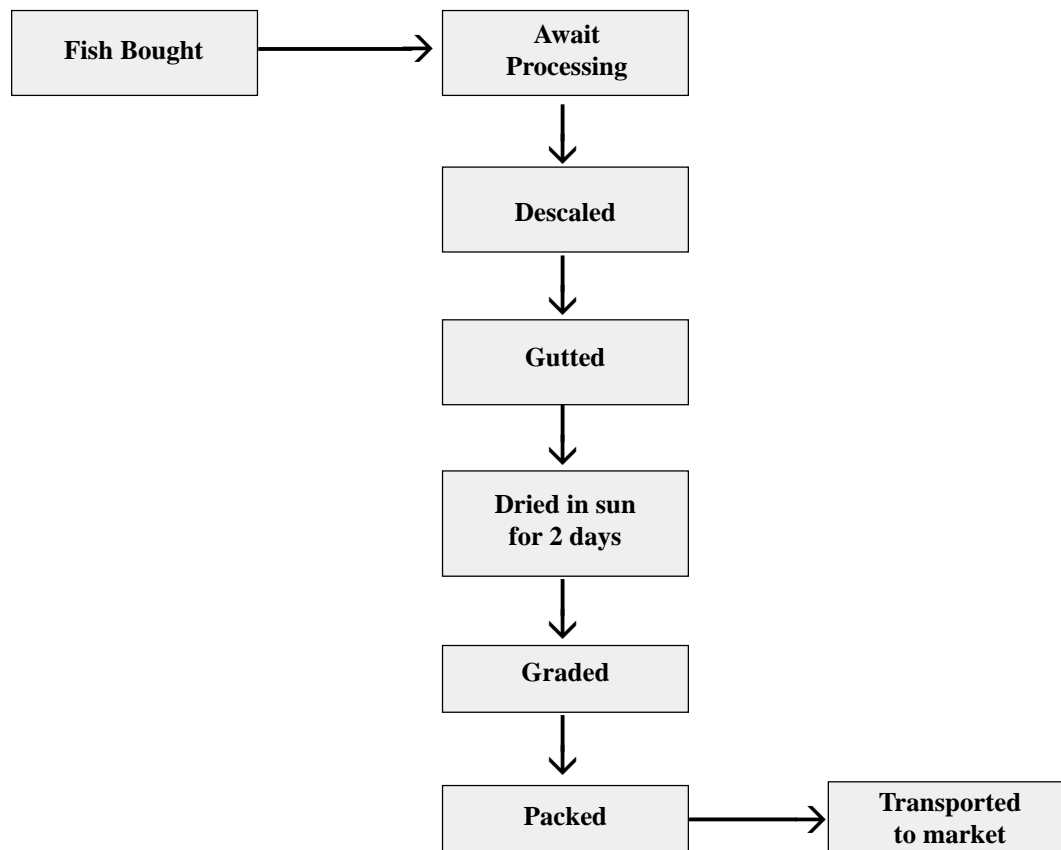 Fish Bought
Await
Processing
Descaled
Gutted
Dried in sun
for 2 days
Graded
Packed
Transported
to market